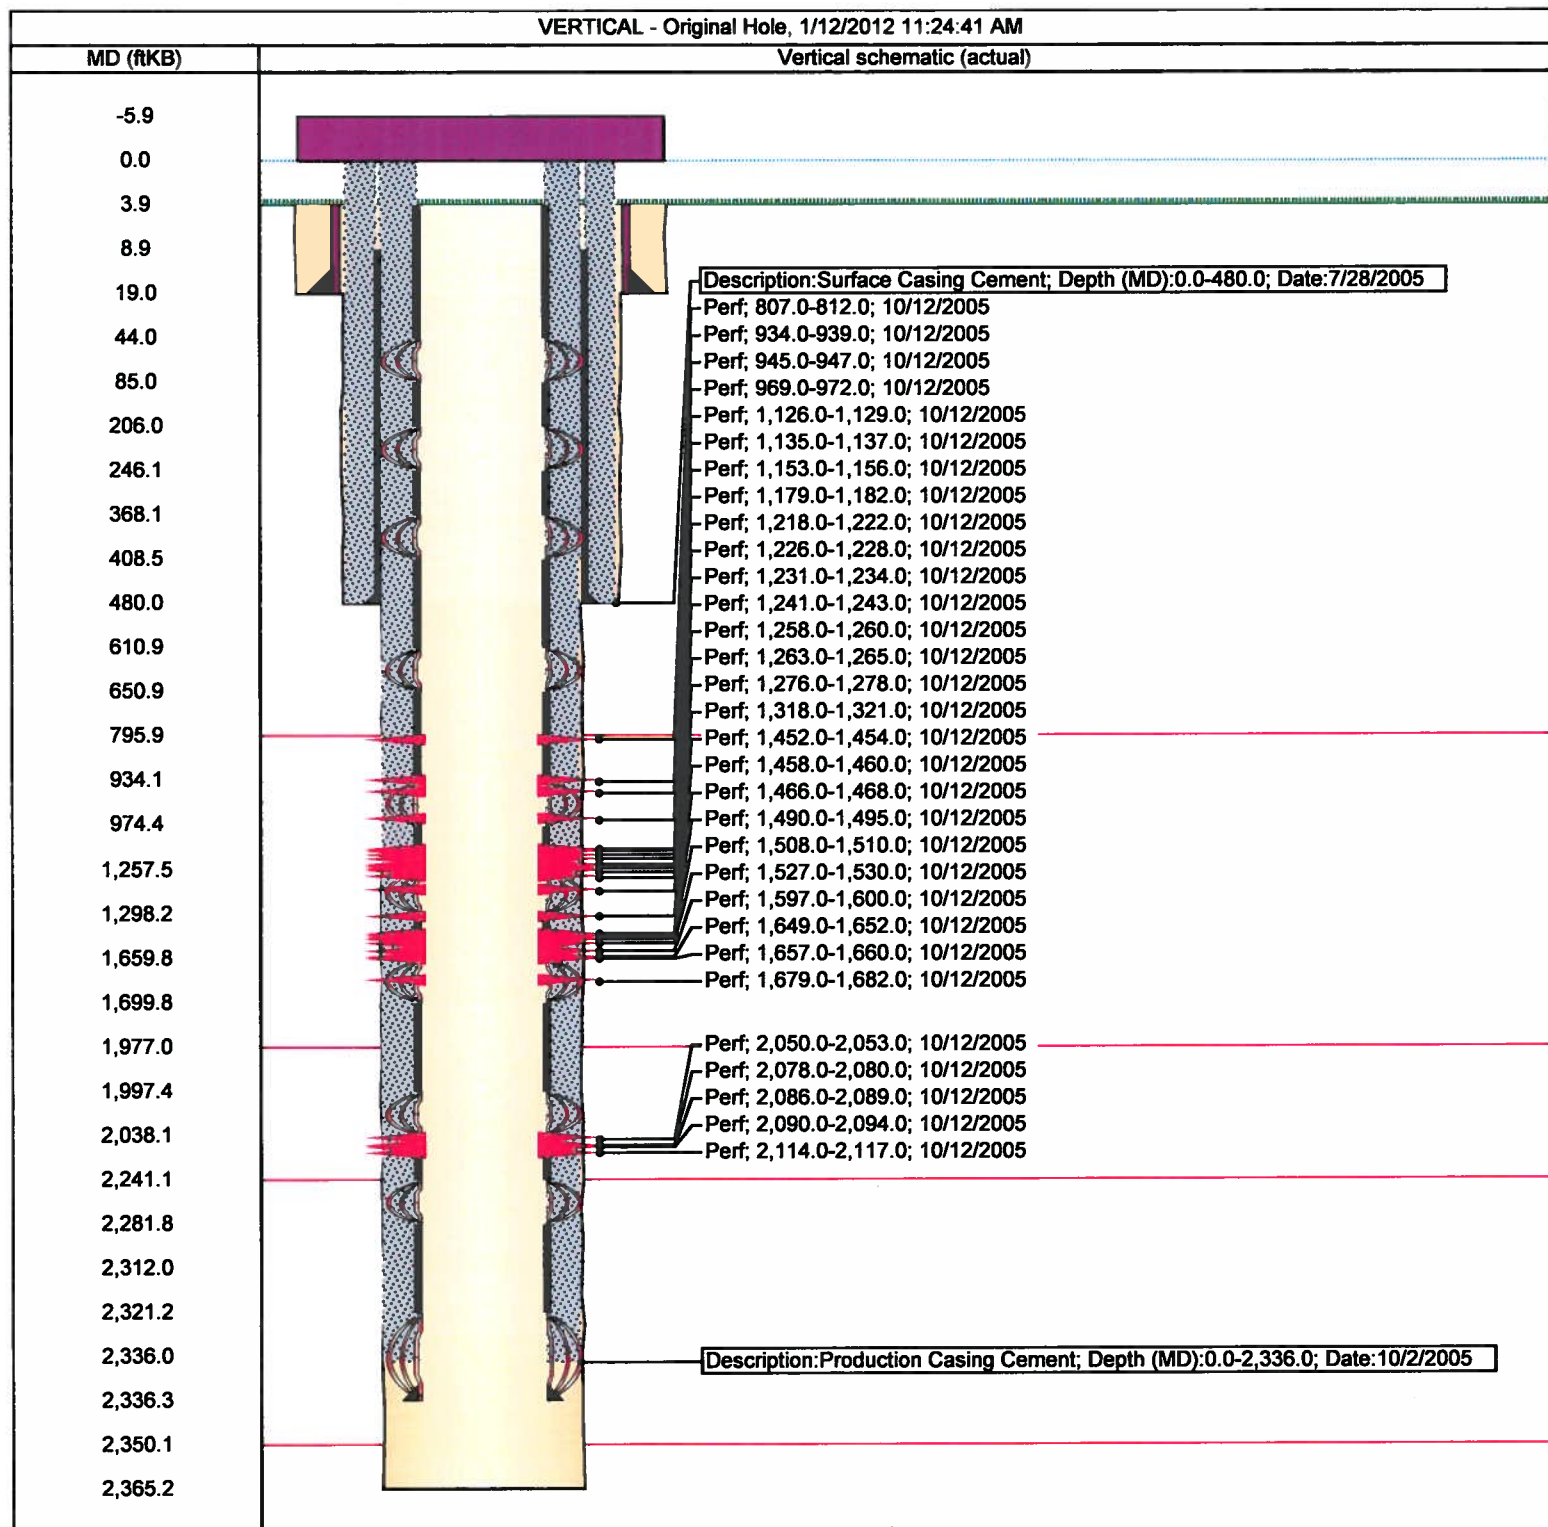 VERTICAL - Original Hole, 1/12/2012 11:24:41 AM
MD (ftKB)
Vertical schematic (actual)
-5.9
0.0
3.9
8.9
19.0
44.0
85.0
206.0
246.1
368.1
408.5
480.0
610.9
650.9
795.9
934.1
974.4
1,257.5
1,298.2
1,659.8
1,699.8
1,977.0
1,997.4
2,038.1
2,241.1
2,281.8
2,312.0
2,321.2
2,336.0
2,336.3
2,350.1
2,365.2
Description:Surface Casing Cement; Depth (MD):0.0-480.0; Date:7/28/2005
Perf; 807.0-812.0; 10/12/2005
Perf; 934.0-939.0; 10/12/2005
Perf; 945.0-947.0; 10/12/2005
Perf; 969.0-972.0; 10/12/2005
Perf; 1,126.0-1,129.0; 10/12/2005
Perf; 1,135.0-1,137.0; 10/12/2005
Perf; 1,153.0-1,156.0; 10/12/2005
Perf; 1,179.0-1,182.0; 10/12/2005
Perf; 1,218.0-1,222.0; 10/12/2005
Perf; 1,226.0-1,228.0; 10/12/2005
Perf; 1,231.0-1,234.0; 10/12/2005
Perf; 1,241.0-1,243.0; 10/12/2005
Perf; 1,258.0-1,260.0; 10/12/2005
Perf; 1,263.0-1,265.0; 10/12/2005
Perf; 1,276.0-1,278.0; 10/12/2005
Perf; 1,318.0-1,321.0; 10/12/2005
Perf; 1,452.0-1,454.0; 10/12/2005
Perf; 1,458.0-1,460.0; 10/12/2005
Perf; 1,466.0-1,468.0; 10/12/2005
Perf; 1,490.0-1,495.0; 10/12/2005
Perf; 1,508.0-1,510.0; 10/12/2005
Perf; 1,527.0-1,530.0; 10/12/2005
Perf; 1,597.0-1,600.0; 10/12/2005
Perf; 1,649.0-1,652.0; 10/12/2005
Perf; 1,657.0-1,660.0; 10/12/2005
Perf; 1,679.0-1,682.0; 10/12/2005
Perf; 2,050.0-2,053.0; 10/12/2005
Perf; 2,078.0-2,080.0; 10/12/2005
Perf; 2,086.0-2,089.0; 10/12/2005
Perf; 2,090.0-2,094.0; 10/12/2005
Perf; 2,114.0-2,117.0; 10/12/2005
Description:Production Casing Cement; Depth (MD):0.0-2,336.0; Date:10/2/2005